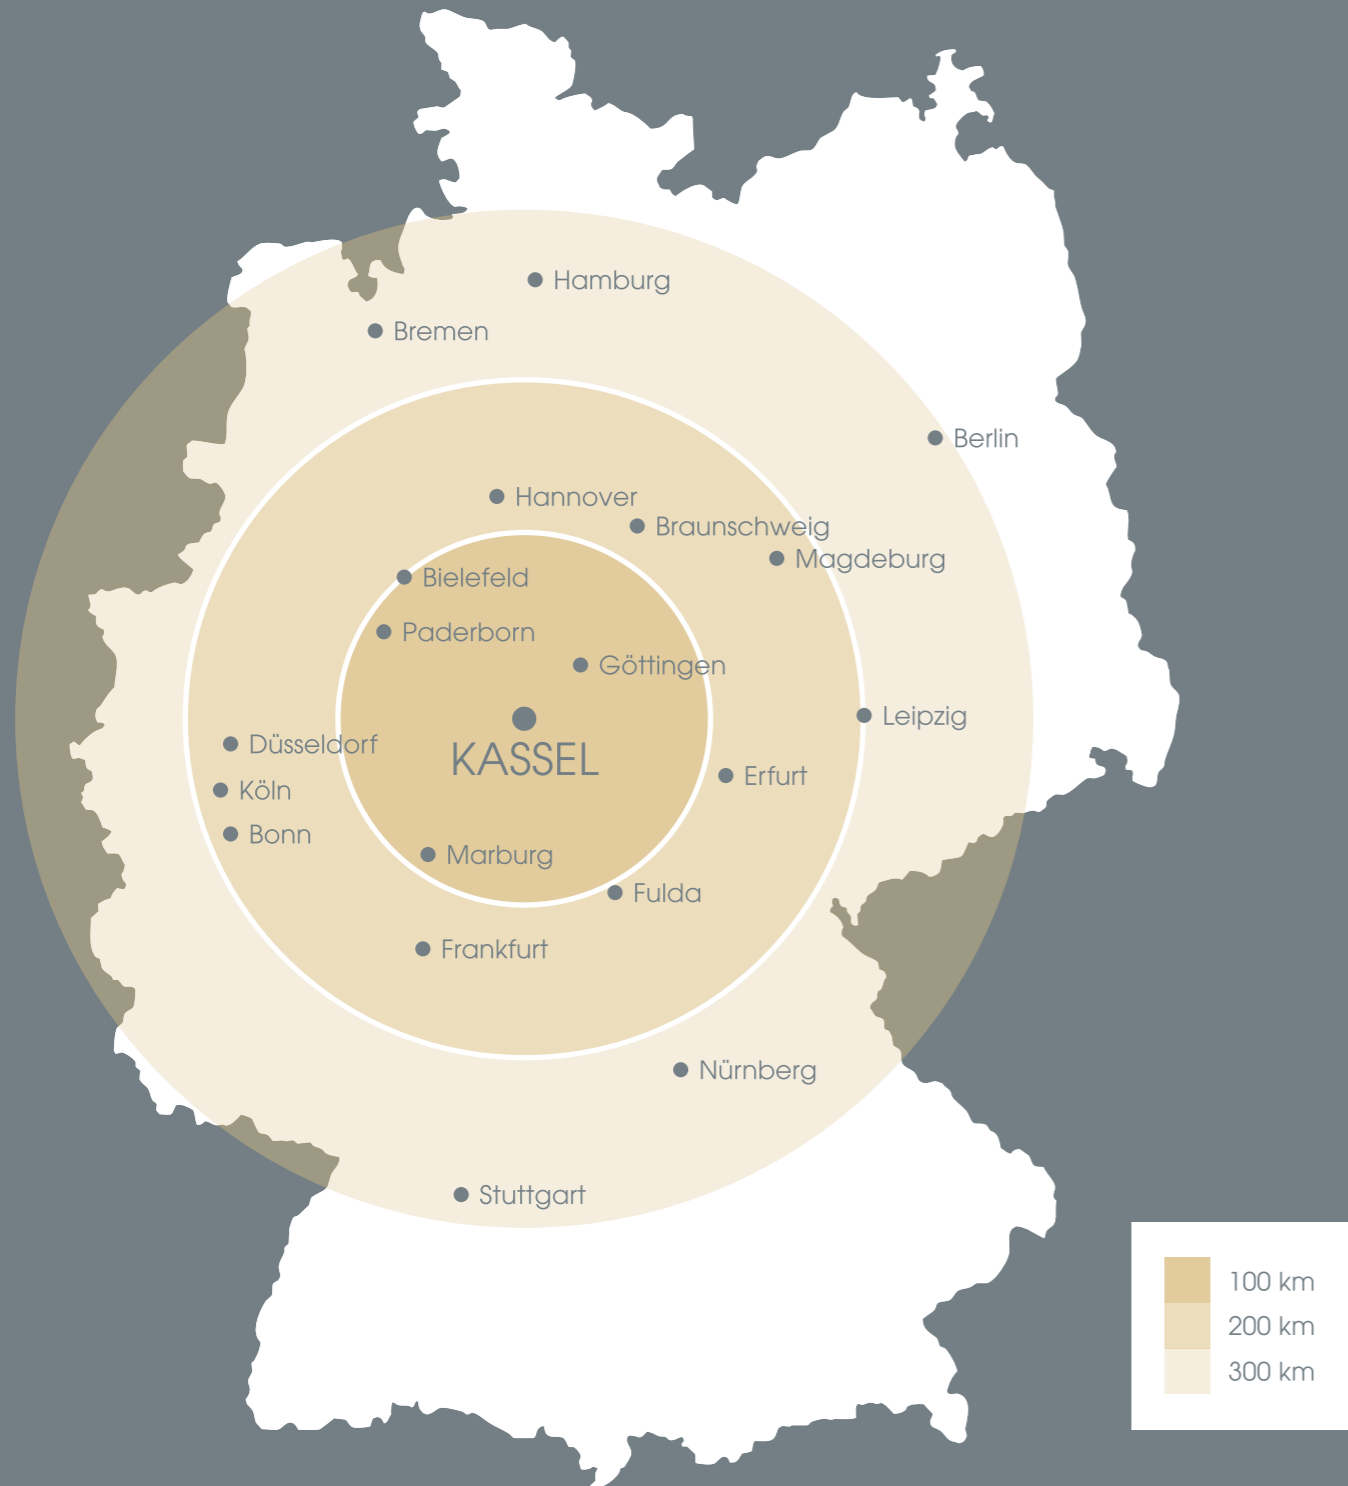 Hamburg
Bremen
Berlin
Hannover
Braunschweig
Magdeburg
Bielefeld
Paderborn
Göttingen
Leipzig
Düsseldorf
KASSEL
Erfurt
Köln
Bonn
Marburg
Fulda
Frankfurt
Nürnberg
Stuttgart
100 km
200 km
300 km